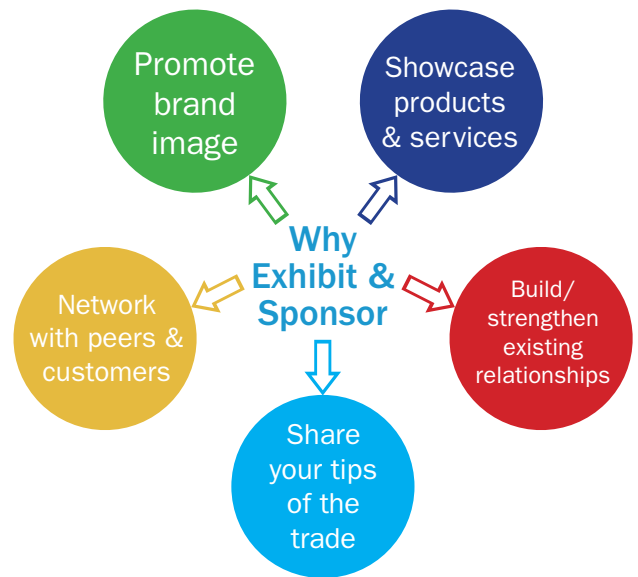 Promote
brand
image
Showcase
products
& services
Why
Exhibit &
Sponsor
Network
with peers &
customers
Build/
strengthen
existing
relationships
Share
your tips
of the
trade